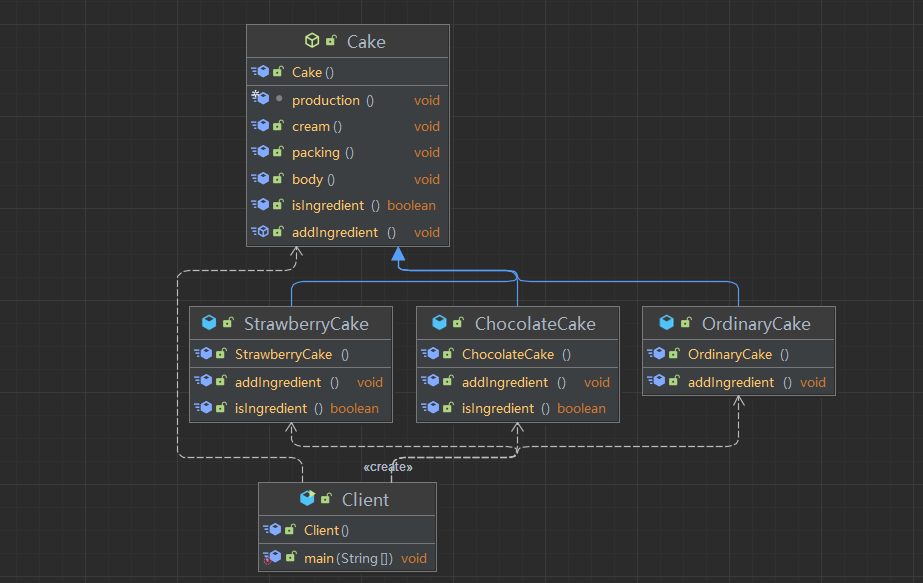 Cake
Cake()
production () void
cream() void
packing () void
body () void
isIngredient () boolean
addIngredient () void
StrawberryCake
StrawberryCake ()
addIngredient () void
isIngredient () boolean
ChocolateCake
ChocolateCake ()
addIngredient () void
isIngredient () boolean
OrdinaryCake
OrdinaryCake ()
addIngredient () void
«create»
Client
Client()
main(String[]) void